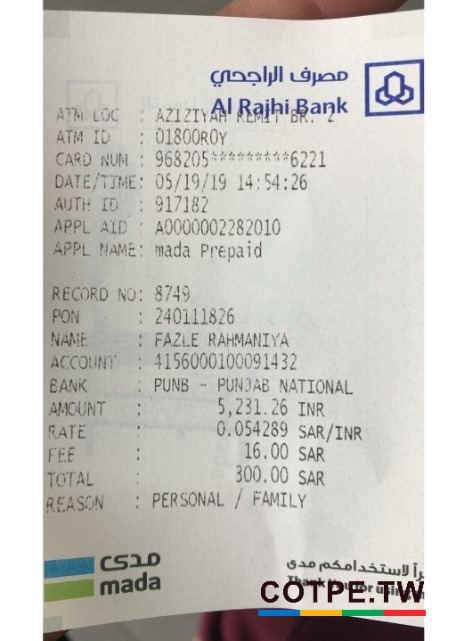 مصرف الراجحي
Al Rajhi Bank
ATM LOC : AZIZIYAH REMIT BR. 2
ATM ID : 01800ROY
CARD NUM : 968205*********6221
DATE/TIME: 05/19/19 14:54:26
AUTH ID : 917182
APPL AID : A0000002282010
APPL NAME: mada Prepaid
RECORD NO: 8749
PON : 240111826
NAME : FAZLE RAHMANIYA
ACCOUNT : 4156000100091432
BANK : PUNB - PUNJAB NATIONAL
AMOUNT : 5,231.26 INR
RATE : 0.054289 SAR/INR
FEE : 16.00 SAR
TOTAL : 300.00 SAR
REASON : PERSONAL / FAMILY
مدى
mada
لاستخدامكم مدى
Thank You for using
COTPE.TW